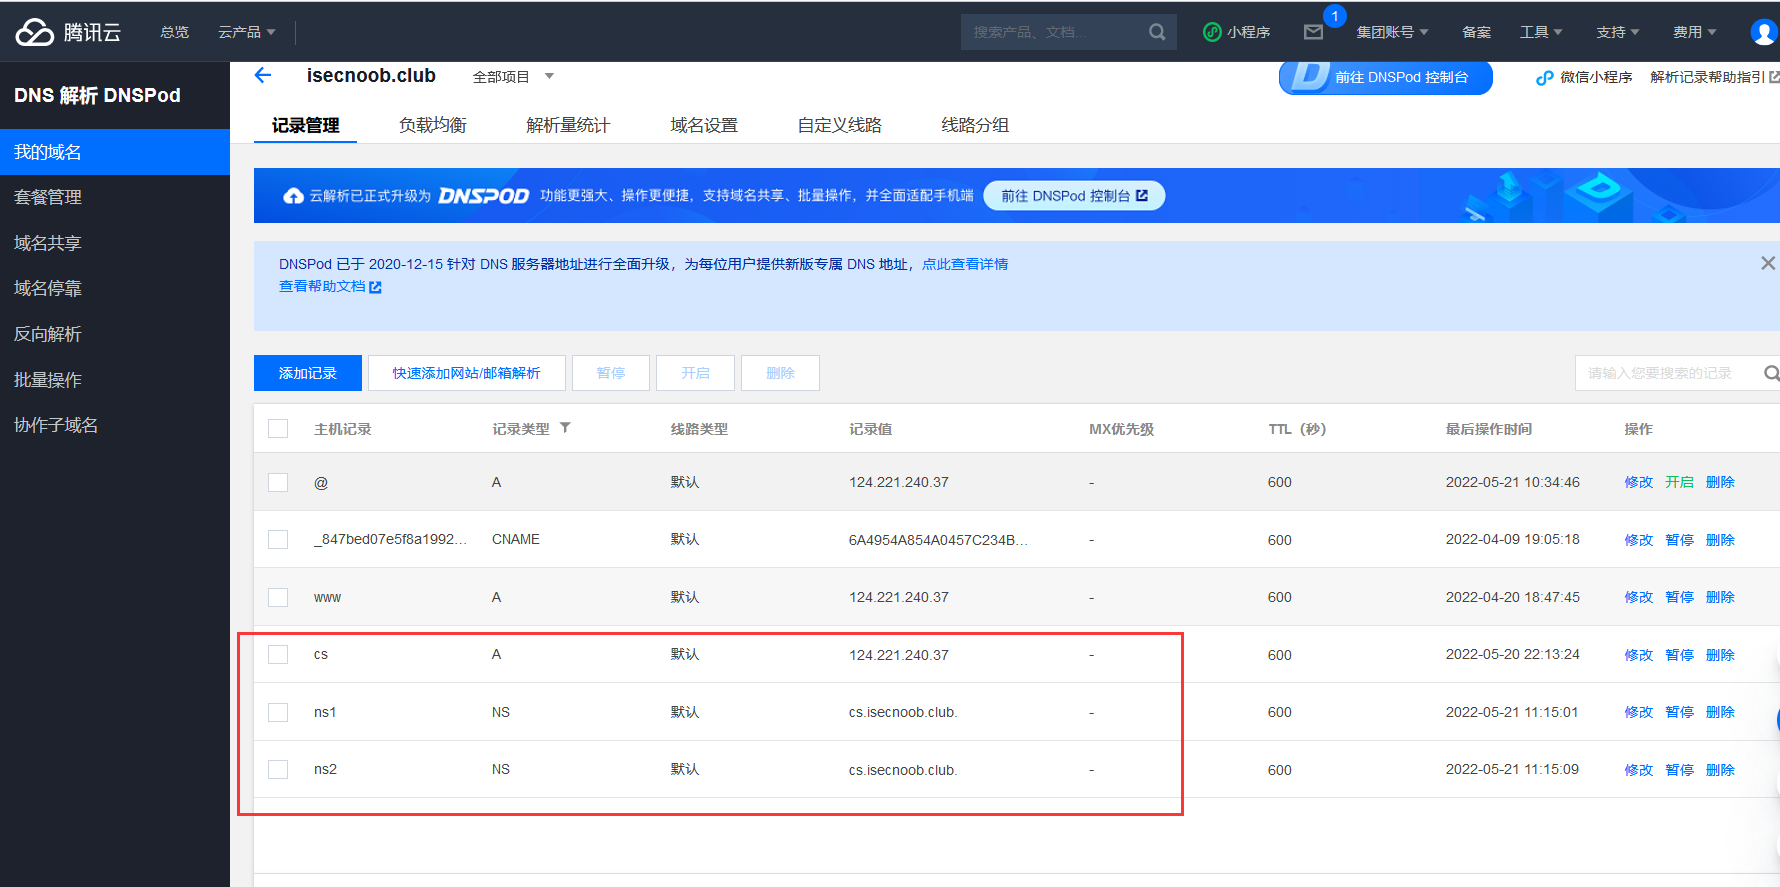 腾讯云 总览 云产品 搜索产品、文档... 小程序 1 集团账号 备案 工具 支持 费用
DNS 解析 DNSPod
我的域名
套餐管理
域名共享
域名停靠
反向解析
批量操作
协作子域名
isecnoob.club 全部项目 前往 DNSPod 控制台 微信小程序 解析记录帮助指引
记录管理 负载均衡 解析量统计 域名设置 自定义线路 线路分组
云解析已正式升级为 DNSPOD 功能更强大、操作更便捷，支持域名共享、批量操作，并全面适配手机端 前往 DNSPod 控制台
DNSPod 已于 2020-12-15 针对 DNS 服务器地址进行全面升级，为每位用户提供新版专属 DNS 地址，点此查看详情
查看帮助文档
添加记录 快速添加网站/邮箱解析 暂停 开启 删除 请输入您要搜索的记录
主机记录 记录类型 线路类型 记录值 MX优先级 TTL（秒） 最后操作时间 操作
@ A 默认 124.221.240.37 - 600 2022-05-21 10:34:46 修改 开启 删除
_847bed07e5f8a1992... CNAME 默认 6A4954A854A0457C234B... - 600 2022-04-09 19:05:18 修改 暂停 删除
www A 默认 124.221.240.37 - 600 2022-04-20 18:47:45 修改 暂停 删除
cs A 默认 124.221.240.37 - 600 2022-05-20 22:13:24 修改 暂停 删除
ns1 NS 默认 cs.isecnoob.club. - 600 2022-05-21 11:15:01 修改 暂停 删除
ns2 NS 默认 cs.isecnoob.club. - 600 2022-05-21 11:15:09 修改 暂停 删除